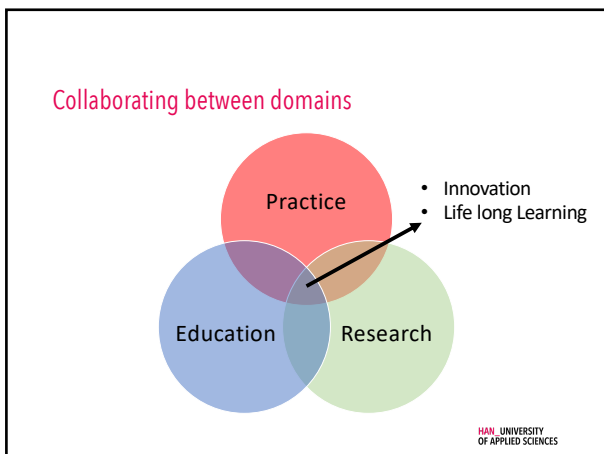 Collaborating between domains
Practice
• Innovation
• Life long Learning
Education
Research
HAN_UNIVERSITY
OF APPLIED SCIENCES